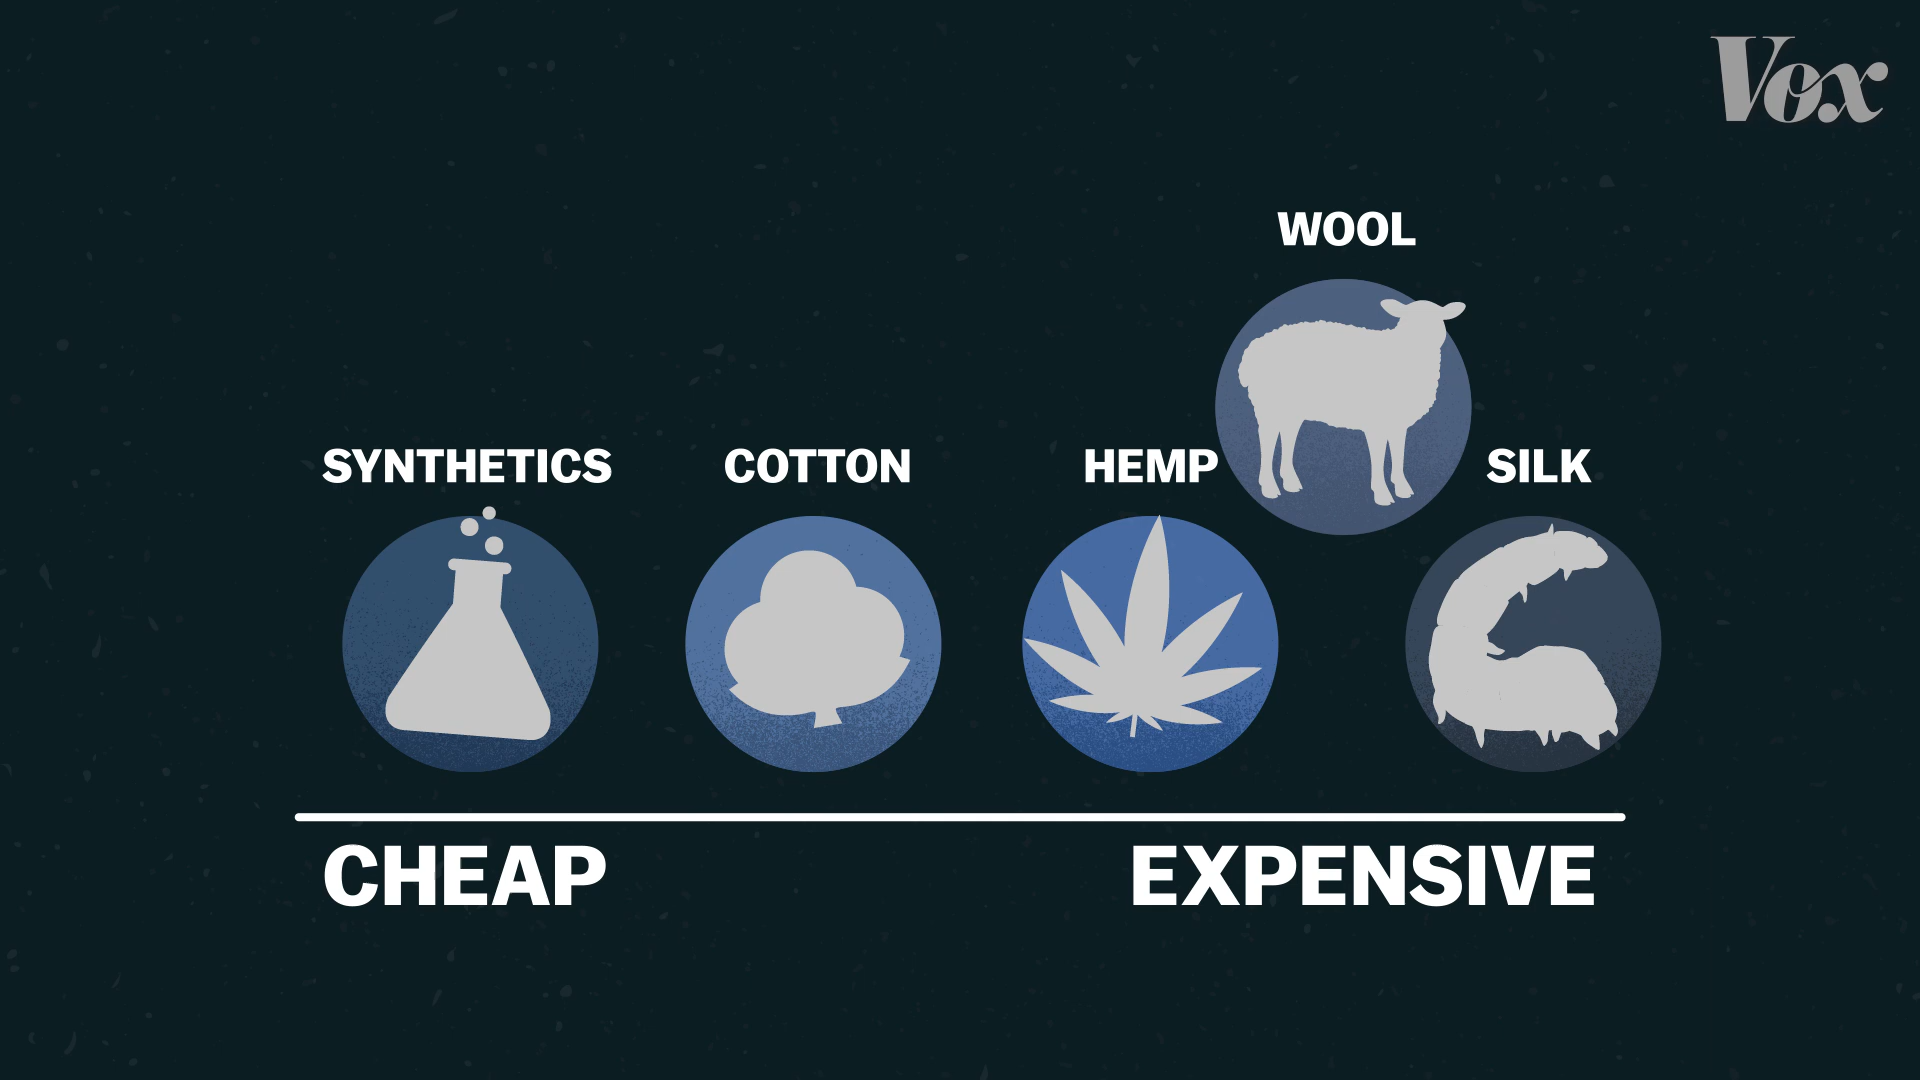 Vox
WOOL
SYNTHETICS
COTTON
HEMP
SILK
CHEAP
EXPENSIVE